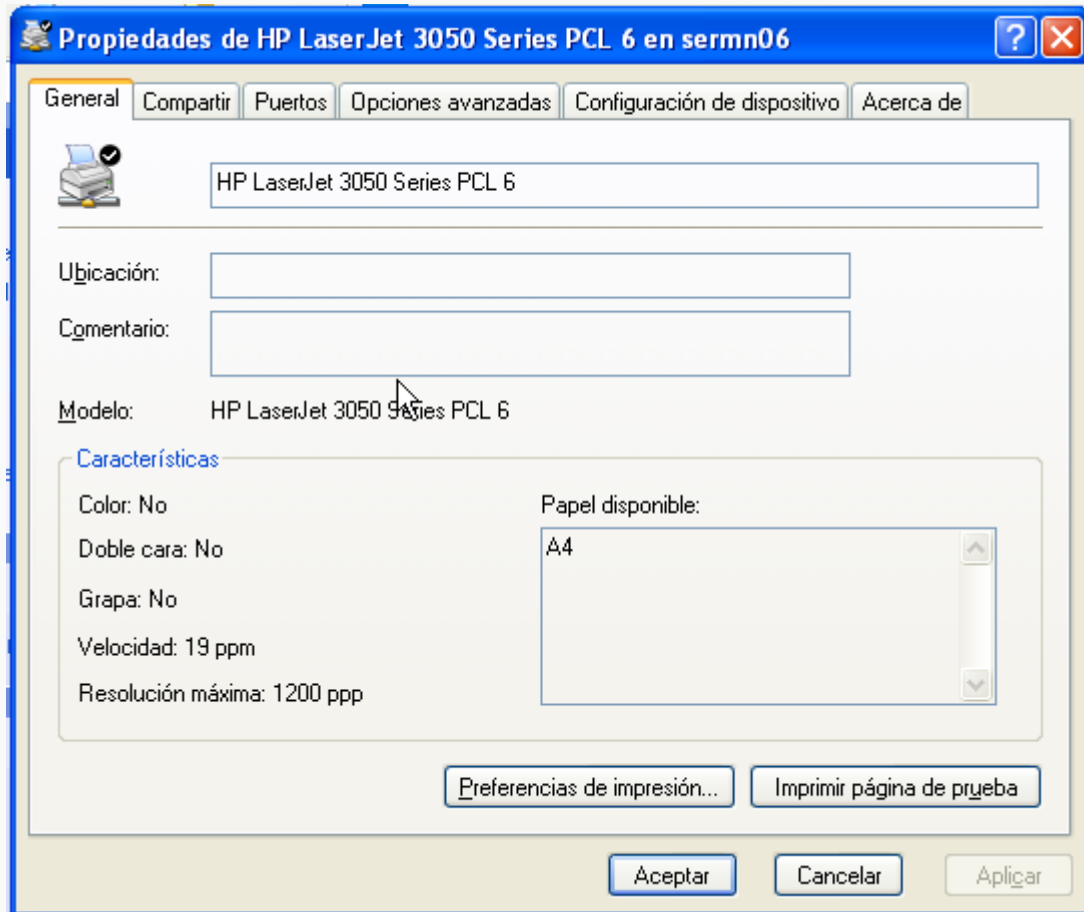 Propiedades de HP LaserJet 3050 Series PCL 6 en sermn06
General Compartir Puertos Opciones avanzadas Configuración de dispositivo Acerca de
HP LaserJet 3050 Series PCL 6
Ubicación:
Comentario:
Modelo: HP LaserJet 3050 Series PCL 6
Características
Color: No
Papel disponible:
Doble cara: No
A4
Grapa: No
Velocidad: 19 ppm
Resolución máxima: 1200 ppp
Preferencias de impresión... Imprimir página de prueba
Aceptar Cancelar Aplicar